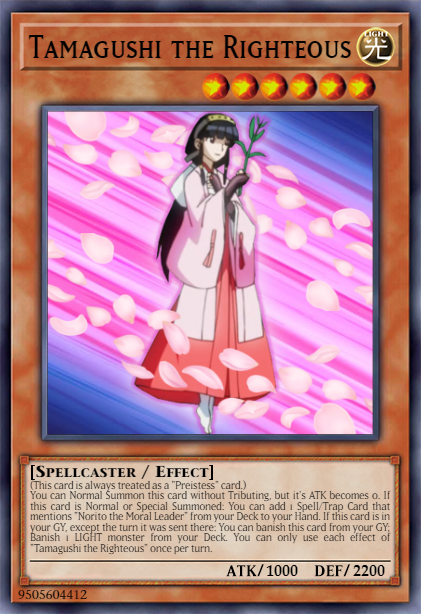 Tamagushi the Righteous
LIGHT
光
[Spellcaster / Effect]
(This card is always treated as a "Preistess" card.)
You can Normal Summon this card without Tributing, but it's ATK becomes 0. If
this card is Normal or Special Summoned: You can add 1 Spell/Trap Card that
mentions "Norito the Moral Leader" from your Deck to your Hand. If this card is in
your GY, except the turn it was sent there: You can banish this card from your GY;
Banish 1 LIGHT monster from your Deck. You can only use each effect of
"Tamagushi the Righteous" once per turn.
ATK/1000 DEF/2200
9505604412